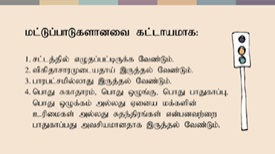 மட்டுப்பாடுகளானவை கட்டாயமாக:
1. சட்டத்தில் எழுதப்பட்டிருக்க வேண்டும்.
2. விகிதாசாரமுடையதாய் இருத்தல் வேண்டும்.
3. பாரபட்சமில்லாது இருத்தல் வேண்டும்.
4. பொது சுகாதாரம், பொது ஒழுங்கு, பொது பாதுகாப்பு,
பொது ஒழுக்கம் அல்லது ஏனைய மக்களின்
உரிமைகள் அல்லது சுதந்திரங்கள் என்பனவற்றை
பாதுகாப்பது அவசியமானதாக இருத்தல் வேண்டும்.